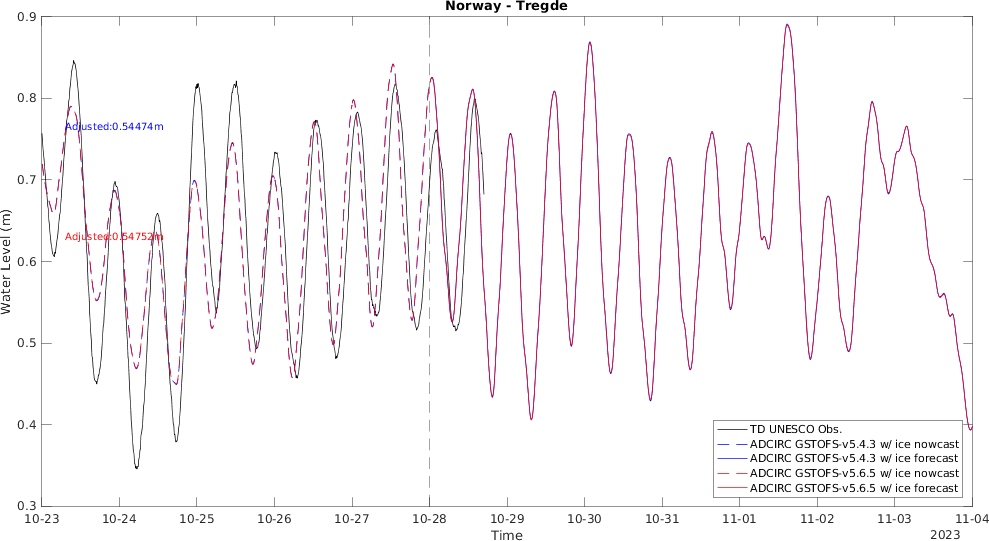 Norway - Tregde
0.9
0.8
0.7
0.6
0.5
0.4
0.3
Water Level (m)
Adjusted:0.54474m
Adjusted:0.54752m
TD UNESCO Obs.
ADCIRC GSTOFS-v5.4.3 w/ ice nowcast
ADCIRC GSTOFS-v5.4.3 w/ ice forecast
ADCIRC GSTOFS-v5.6.5 w/ ice nowcast
ADCIRC GSTOFS-v5.6.5 w/ ice forecast
10-23 10-24 10-25 10-26 10-27 10-28 10-29 10-30 10-31 11-01 11-02 11-03 11-04
Time
2023